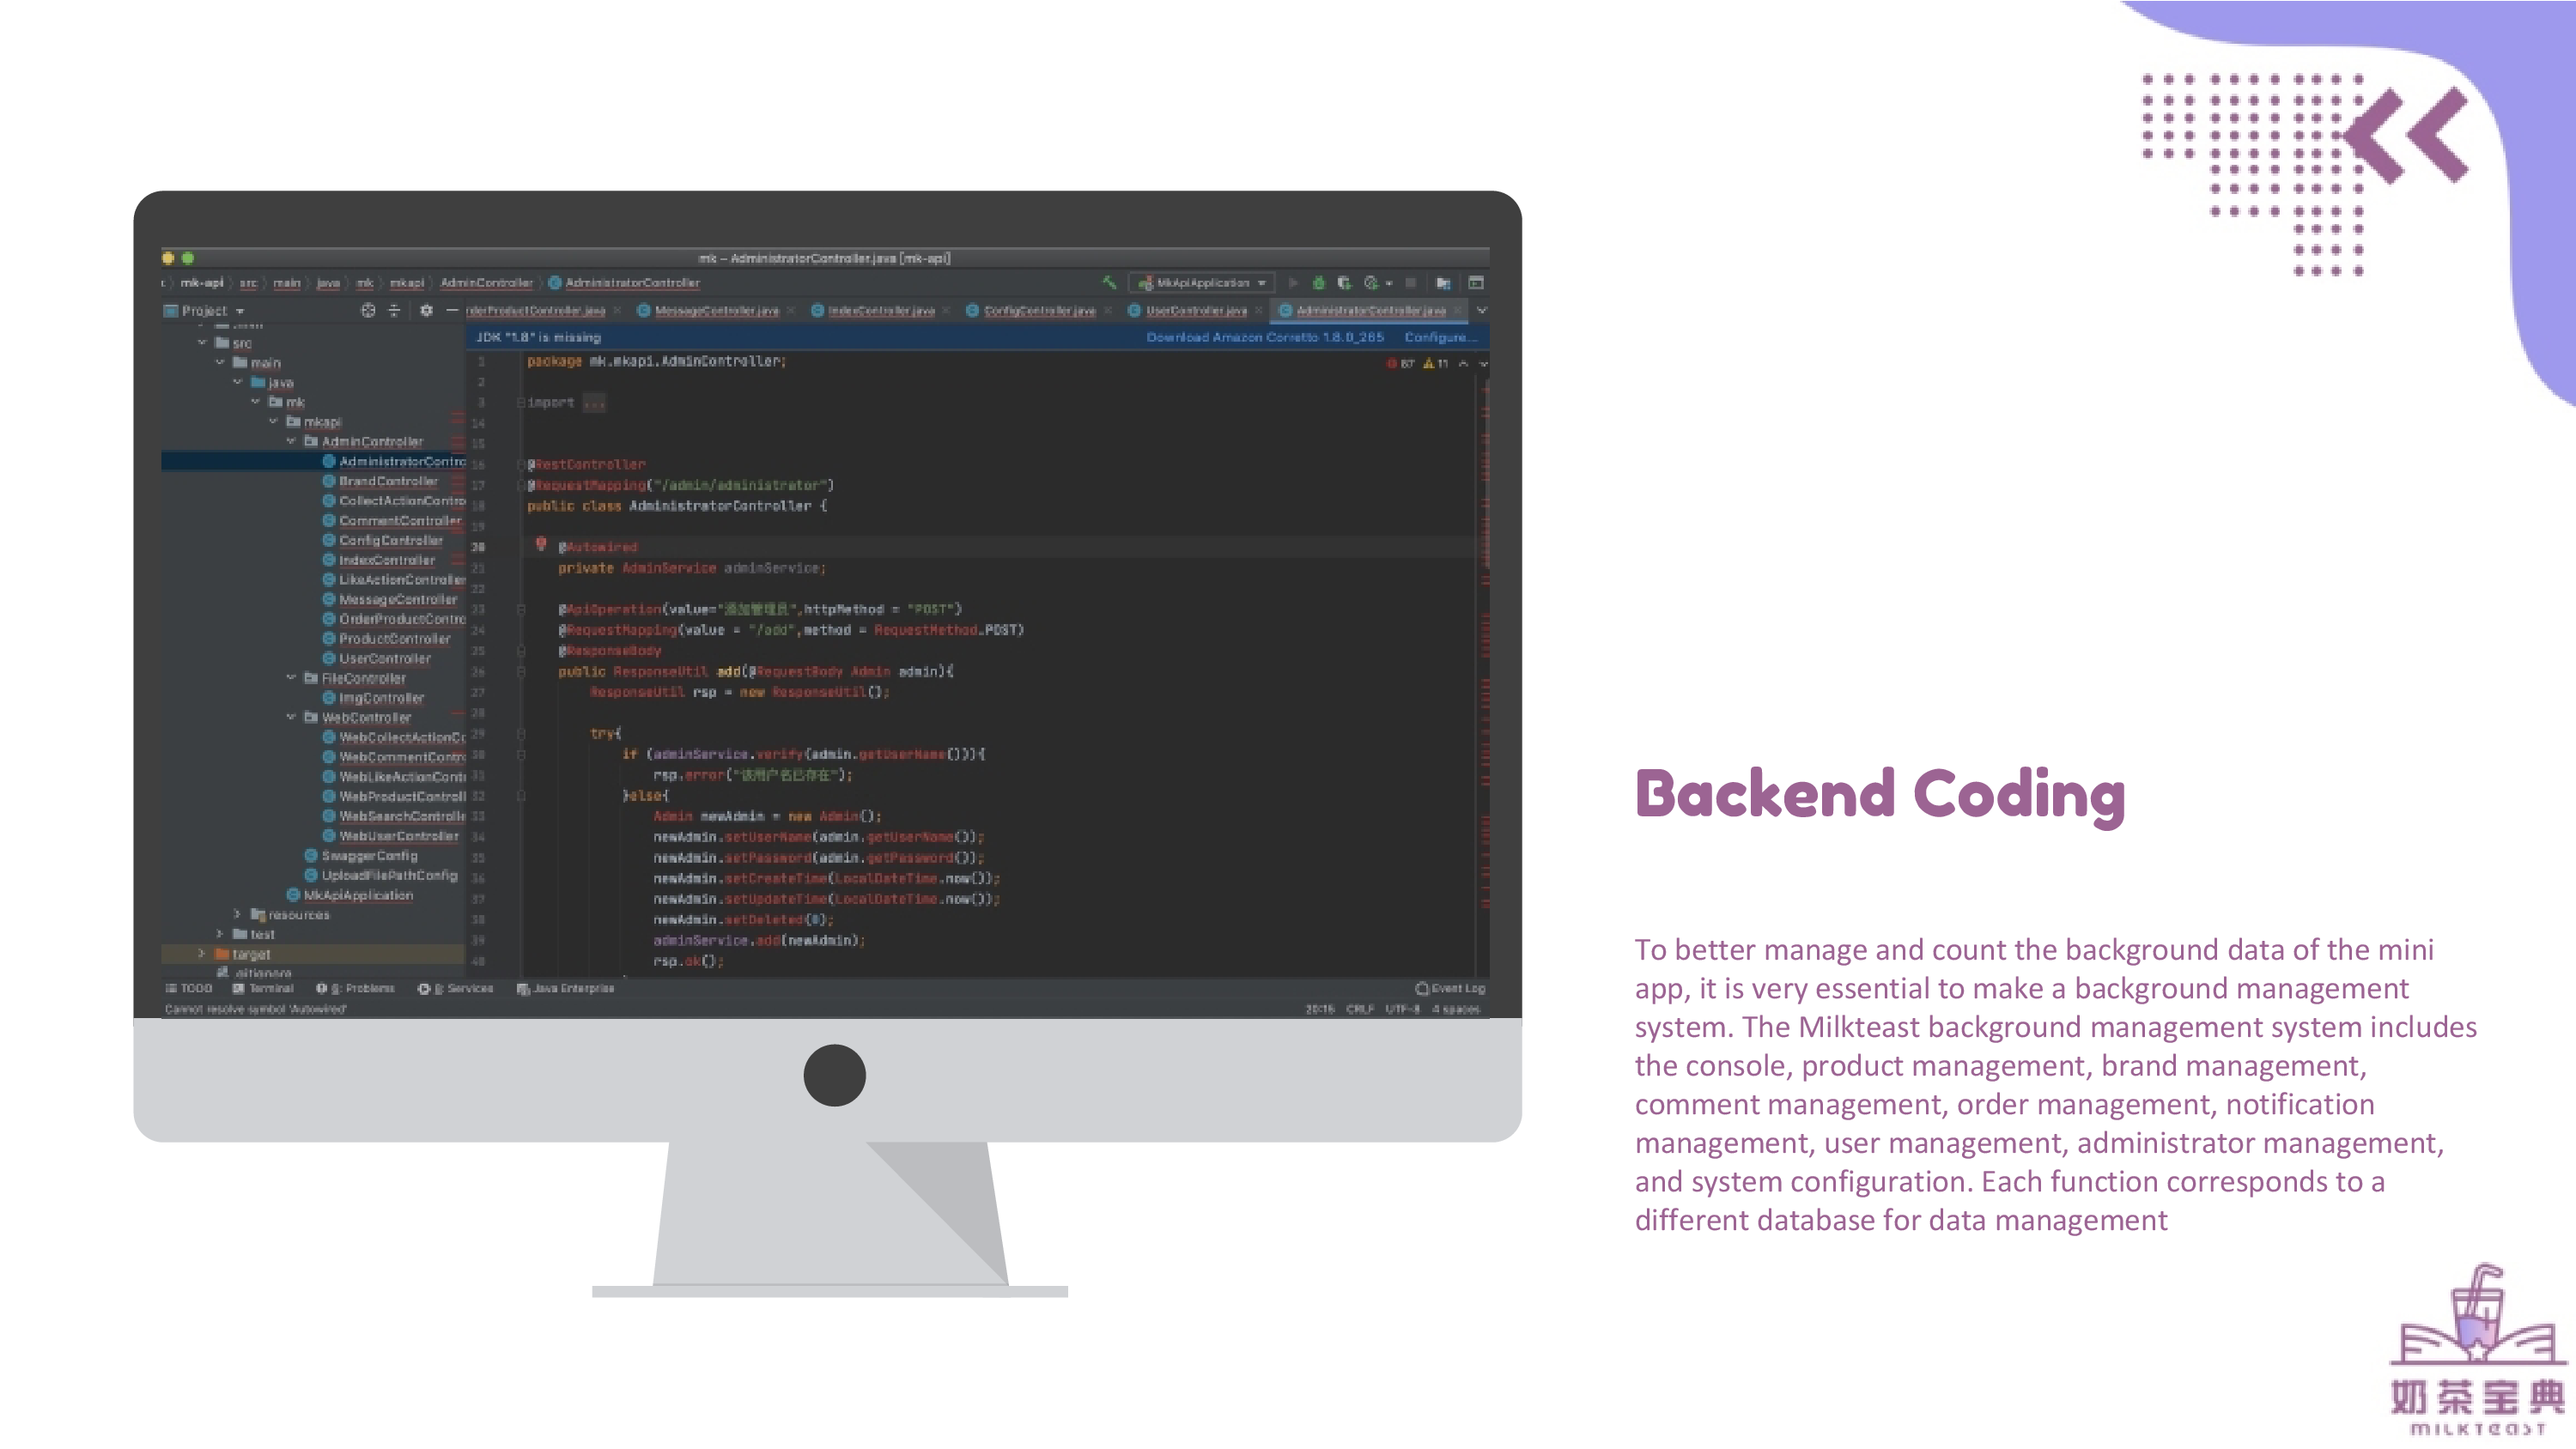 mk – AdministratorController.java [mk-api]
mk-api src main java mk mkapi AdminController AdministratorController
MkApiApplication
Project
derProductController.java MessageController.java IndexController.java ConfigController.java UserController.java AdministratorController.java
JDK "1.8" is missing
Download Amazon Corretto 1.8.0_265 Configure...
src
main
java
mk
mkapi
AdminController
AdministratorContro
BrandController
CollectActionContro
CommentController
ConfigController
IndexController
LikeActionController
MessageController
OrderProductContro
ProductController
UserController
FileController
ImgController
WebController
WebCollectActionCo
WebCommentContro
WebLikeActionContr
WebProductControll
WebSearchControlle
WebUserController
SwaggerConfig
UploadFilePathConfig
MkApiApplication
resources
test
target
.gitignore
67 11
1 package mk.mkapi.AdminController;
2
3 import ...
14
15
16 @RestController
17 @RequestMapping("/admin/administrator")
18 public class AdministratorController {
19
20 @Autowired
21 private AdminService adminService;
22
23 @ApiOperation(value="添加管理员",httpMethod = "POST")
24 @RequestMapping(value = "/add",method = RequestMethod.POST)
25 @ResponseBody
26 public ResponseUtil add(@RequestBody Admin admin){
27 ResponseUtil rsp = new ResponseUtil();
28
29 try{
30 if (adminService.verify(admin.getUserName())){
31 rsp.error("该用户名已存在");
32 }else{
33 Admin newAdmin = new Admin();
34 newAdmin.setUserName(admin.getUserName());
35 newAdmin.setPassword(admin.getPassword());
36 newAdmin.setCreateTime(LocalDateTime.now());
37 newAdmin.setUpdateTime(LocalDateTime.now());
38 newAdmin.setDeleted(0);
39 adminService.add(newAdmin);
40 rsp.ok();
TODO Terminal 6: Problems 8: Services Java Enterprise Event Log
Cannot resolve symbol 'Autowired'
20:15 CRLF UTF-8 4 spaces
Backend Coding
To better manage and count the background data of the mini
app, it is very essential to make a background management
system. The Milkteast background management system includes
the console, product management, brand management,
comment management, order management, notification
management, user management, administrator management,
and system configuration. Each function corresponds to a
different database for data management
奶茶宝典
MILKTEAST